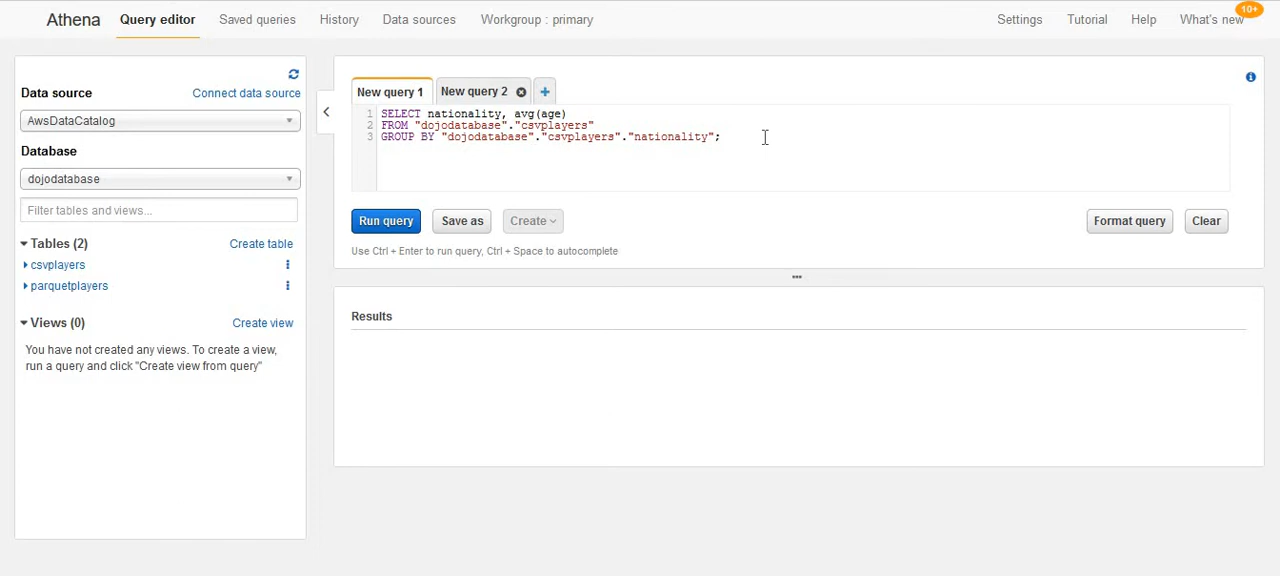 Athena Query editor Saved queries History Data sources Workgroup : primary Settings Tutorial Help What's new 10+
Data source Connect data source
AwsDataCatalog
Database
dojodatabase
Filter tables and views...
Tables (2) Create table
csvplayers
parquetplayers
Views (0) Create view
You have not created any views. To create a view,
run a query and click "Create view from query"
New query 1 New query 2
1 SELECT nationality, avg(age)
2 FROM "dojodatabase"."csvplayers"
3 GROUP BY "dojodatabase"."csvplayers"."nationality";
Run query Save as Create Format query Clear
Use Ctrl + Enter to run query, Ctrl + Space to autocomplete
Results